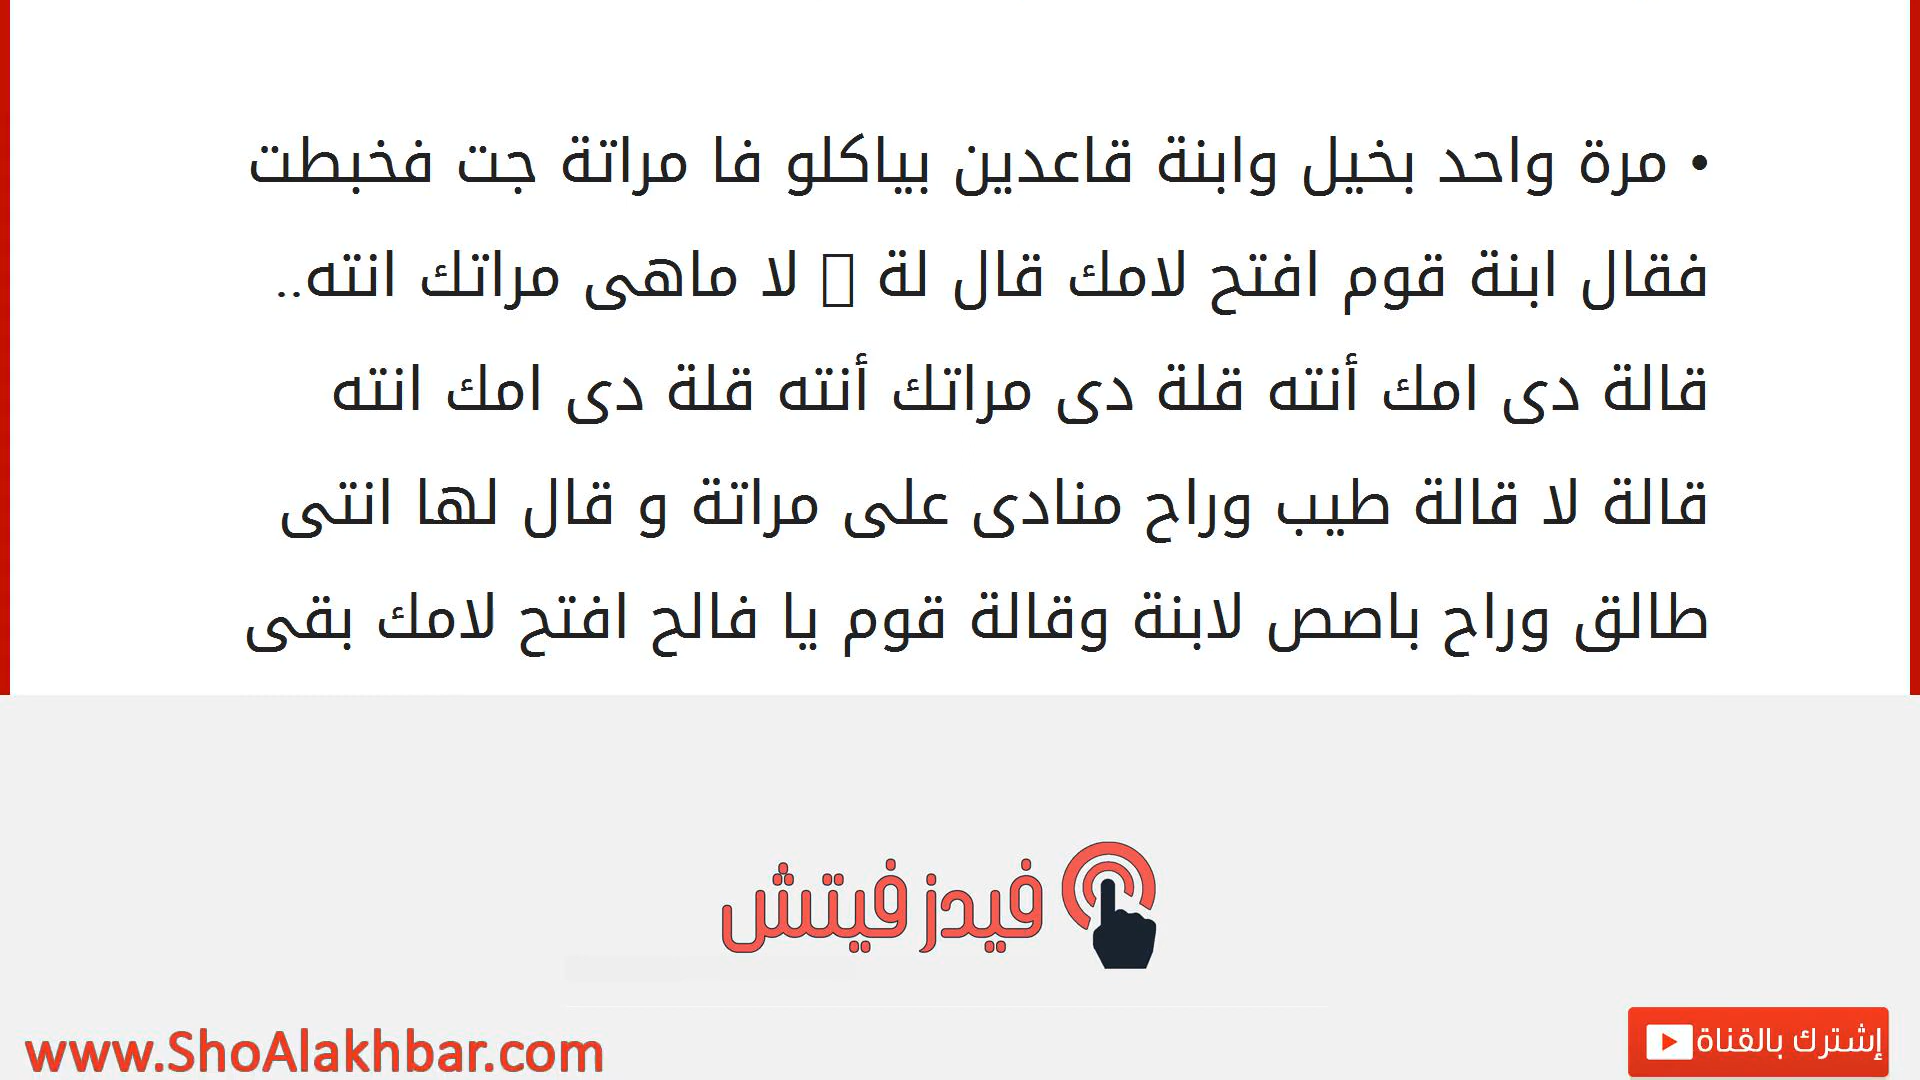 • مرة واحد بخيل وابنة قاعدين بياكلو فا مراتة جت فخبطت
فقال ابنة قوم افتح لامك قال لة ▯ لا ماهى مراتك انته..
قالة دى امك أنته قلة دى مراتك أنته قلة دى امك انته
قالة لا قالة طيب وراح منادى على مراتة و قال لها انتى
طالق وراح باصص لابنة وقالة قوم يا فالح افتح لامك بقى
فيدز فيتش
www.ShoAlakhbar.com
إشترك بالقناة